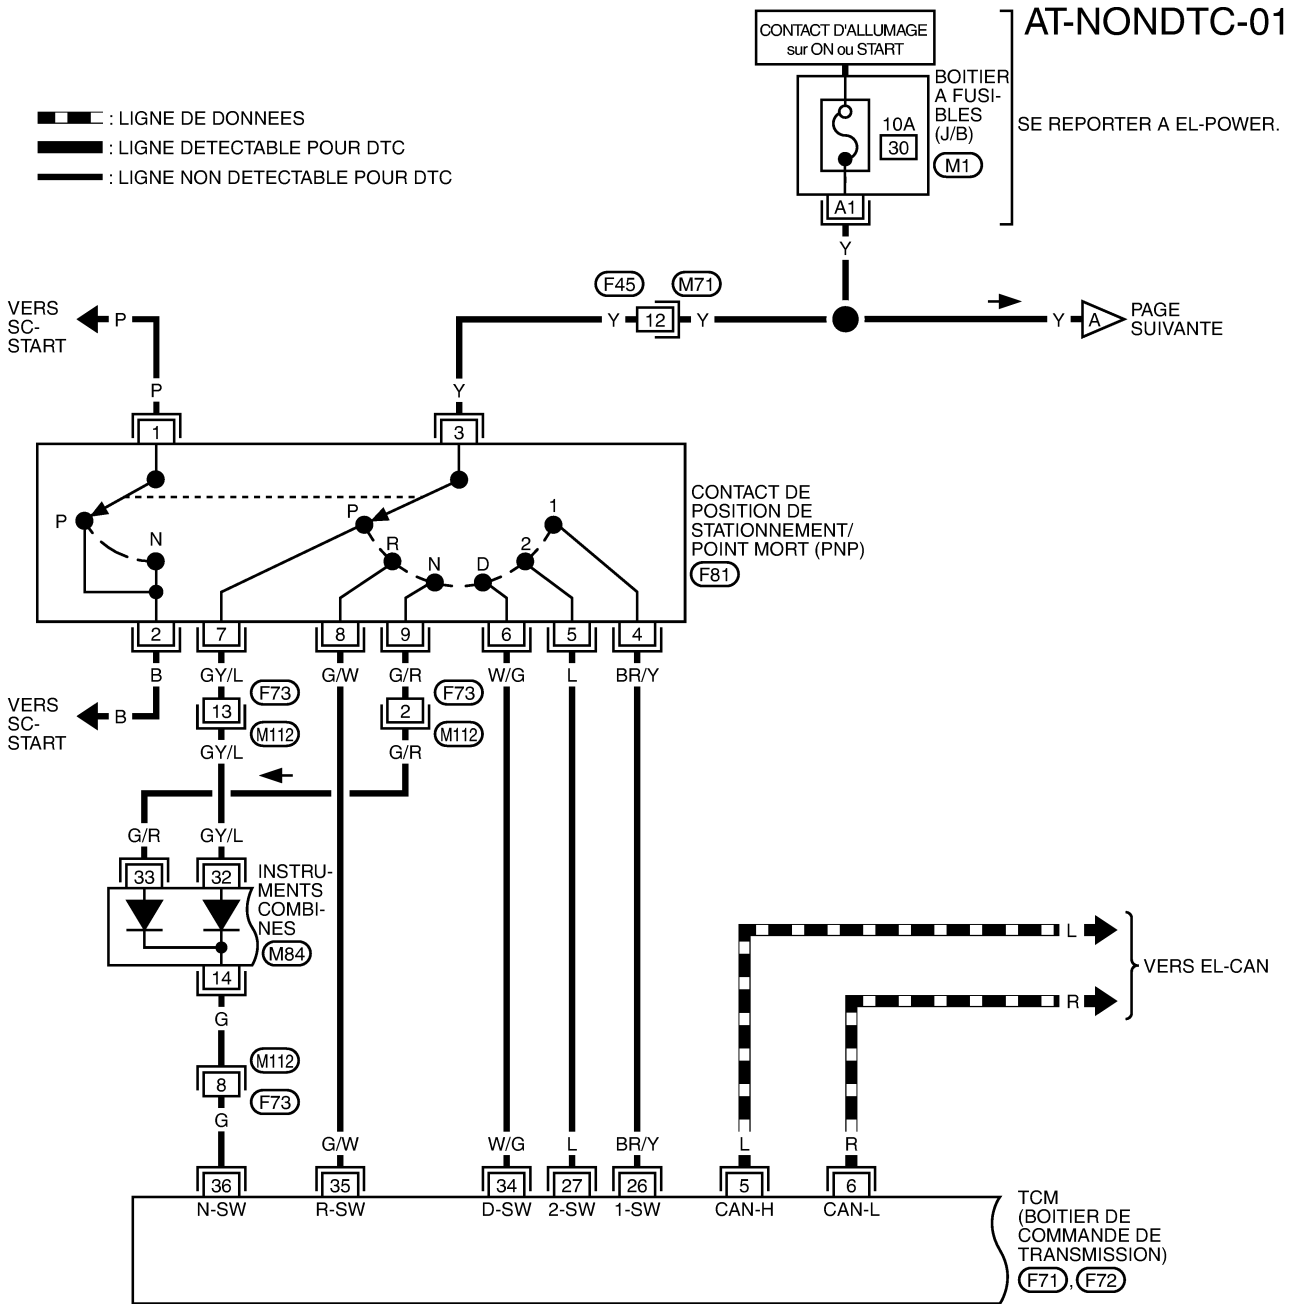 AT-NONDTC-01
CONTACT D'ALLUMAGE
sur ON ou START
BOITIER
A FUSI-
BLES
(J/B)
M1
10A
30
A1
SE REPORTER A EL-POWER.
: LIGNE DE DONNEES
: LIGNE DETECTABLE POUR DTC
: LIGNE NON DETECTABLE POUR DTC
Y
F45
M71
VERS
SC-
START
P
Y
12
Y
Y
A
PAGE
SUIVANTE
P
Y
1
3
P
N
P
R
N
D
2
1
CONTACT DE
POSITION DE
STATIONNEMENT/
POINT MORT (PNP)
F81
2
7
8
9
6
5
4
B
GY/L
G/W
G/R
W/G
L
BR/Y
VERS
SC-
START
B
13
F73
M112
2
F73
M112
GY/L
G/R
G/R
GY/L
33
32
INSTRU-
MENTS
COMBI-
NES
M84
14
G
8
M112
F73
G
L
R
VERS EL-CAN
G/W
W/G
L
BR/Y
L
R
36
35
34
27
26
5
6
N-SW
R-SW
D-SW
2-SW
1-SW
CAN-H
CAN-L
TCM
(BOITIER DE
COMMANDE DE
TRANSMISSION)
F71 , F72